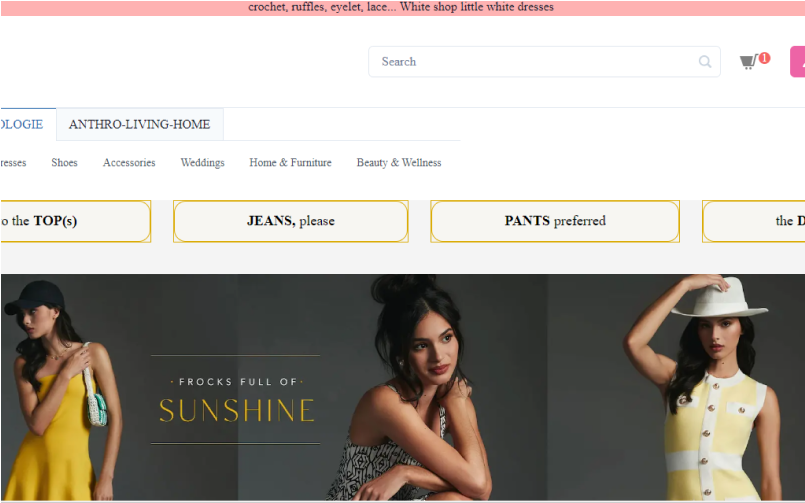 crochet, ruffles, eyelet, lace... White shop little white dresses
Search
1
OLOGIE
ANTHRO-LIVING-HOME
resses Shoes Accessories Weddings Home & Furniture Beauty & Wellness
o the TOP(s)
JEANS, please
PANTS preferred
the D
· FROCKS FULL OF ·
SUNSHINE